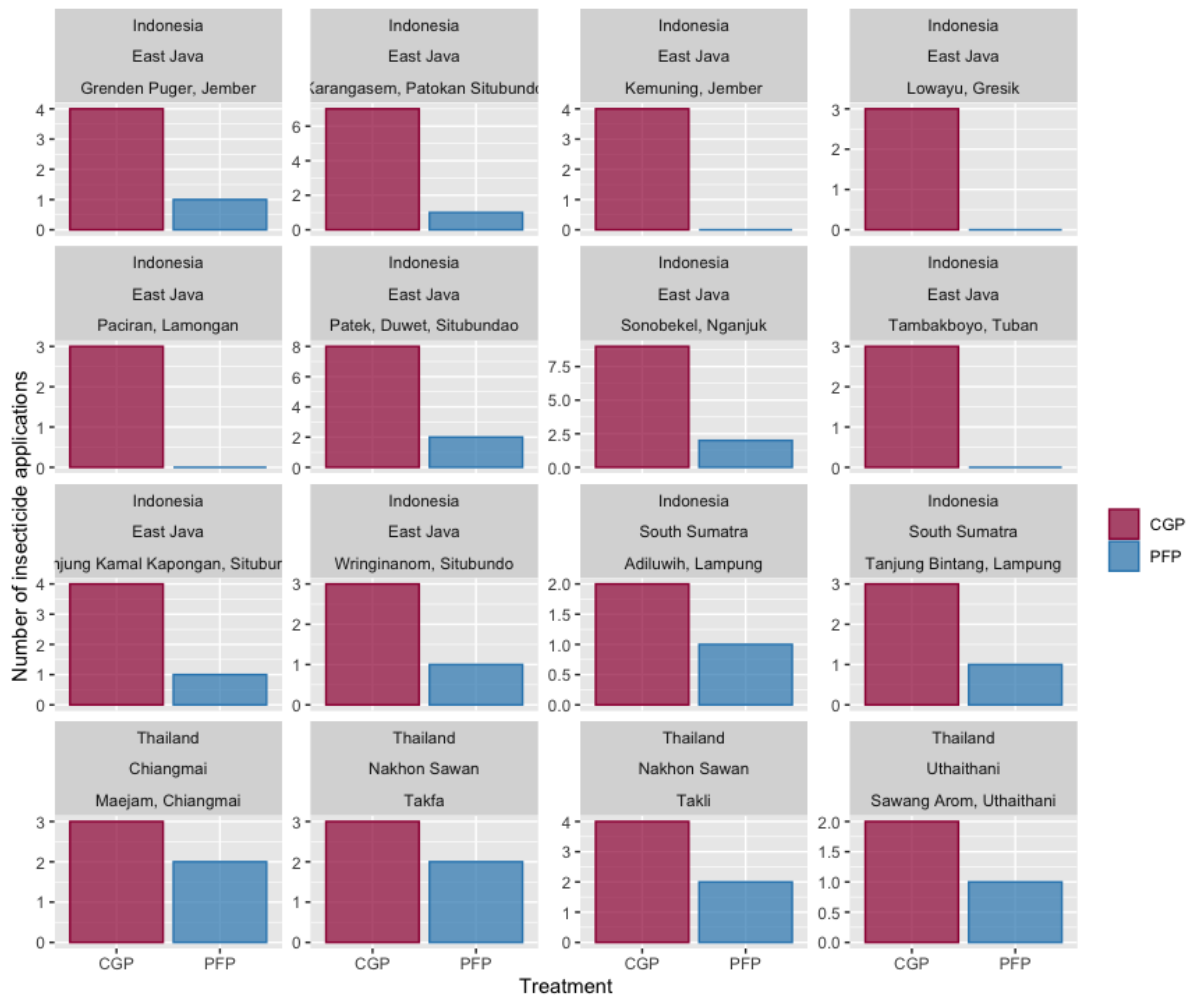 Indonesia
East Java
Grenden Puger, Jember
Indonesia
East Java
Karangasem, Patokan Situbundo
Indonesia
East Java
Kemuning, Jember
Indonesia
East Java
Lowayu, Gresik
4
3
2
1
0
6
4
2
0
4
3
2
1
0
3
2
1
0
Indonesia
East Java
Paciran, Lamongan
Indonesia
East Java
Patek, Duwet, Situbundao
Indonesia
East Java
Sonobekel, Nganjuk
Indonesia
East Java
Tambakboyo, Tuban
3
2
1
0
8
6
4
2
0
7.5
5.0
2.5
0.0
3
2
1
0
Number of insecticide applications
Indonesia
East Java
njung Kamal Kapongan, Situbun
Indonesia
East Java
Wringinanom, Situbundo
Indonesia
South Sumatra
Adiluwih, Lampung
Indonesia
South Sumatra
Tanjung Bintang, Lampung
4
3
2
1
0
3
2
1
0
2.0
1.5
1.0
0.5
0.0
3
2
1
0
Thailand
Chiangmai
Maejam, Chiangmai
Thailand
Nakhon Sawan
Takfa
Thailand
Nakhon Sawan
Takli
Thailand
Uthaithani
Sawang Arom, Uthaithani
3
2
1
0
3
2
1
0
4
3
2
1
0
2.0
1.5
1.0
0.5
0.0
CGP
PFP
CGP
PFP
CGP
PFP
CGP
PFP
Treatment
CGP
PFP